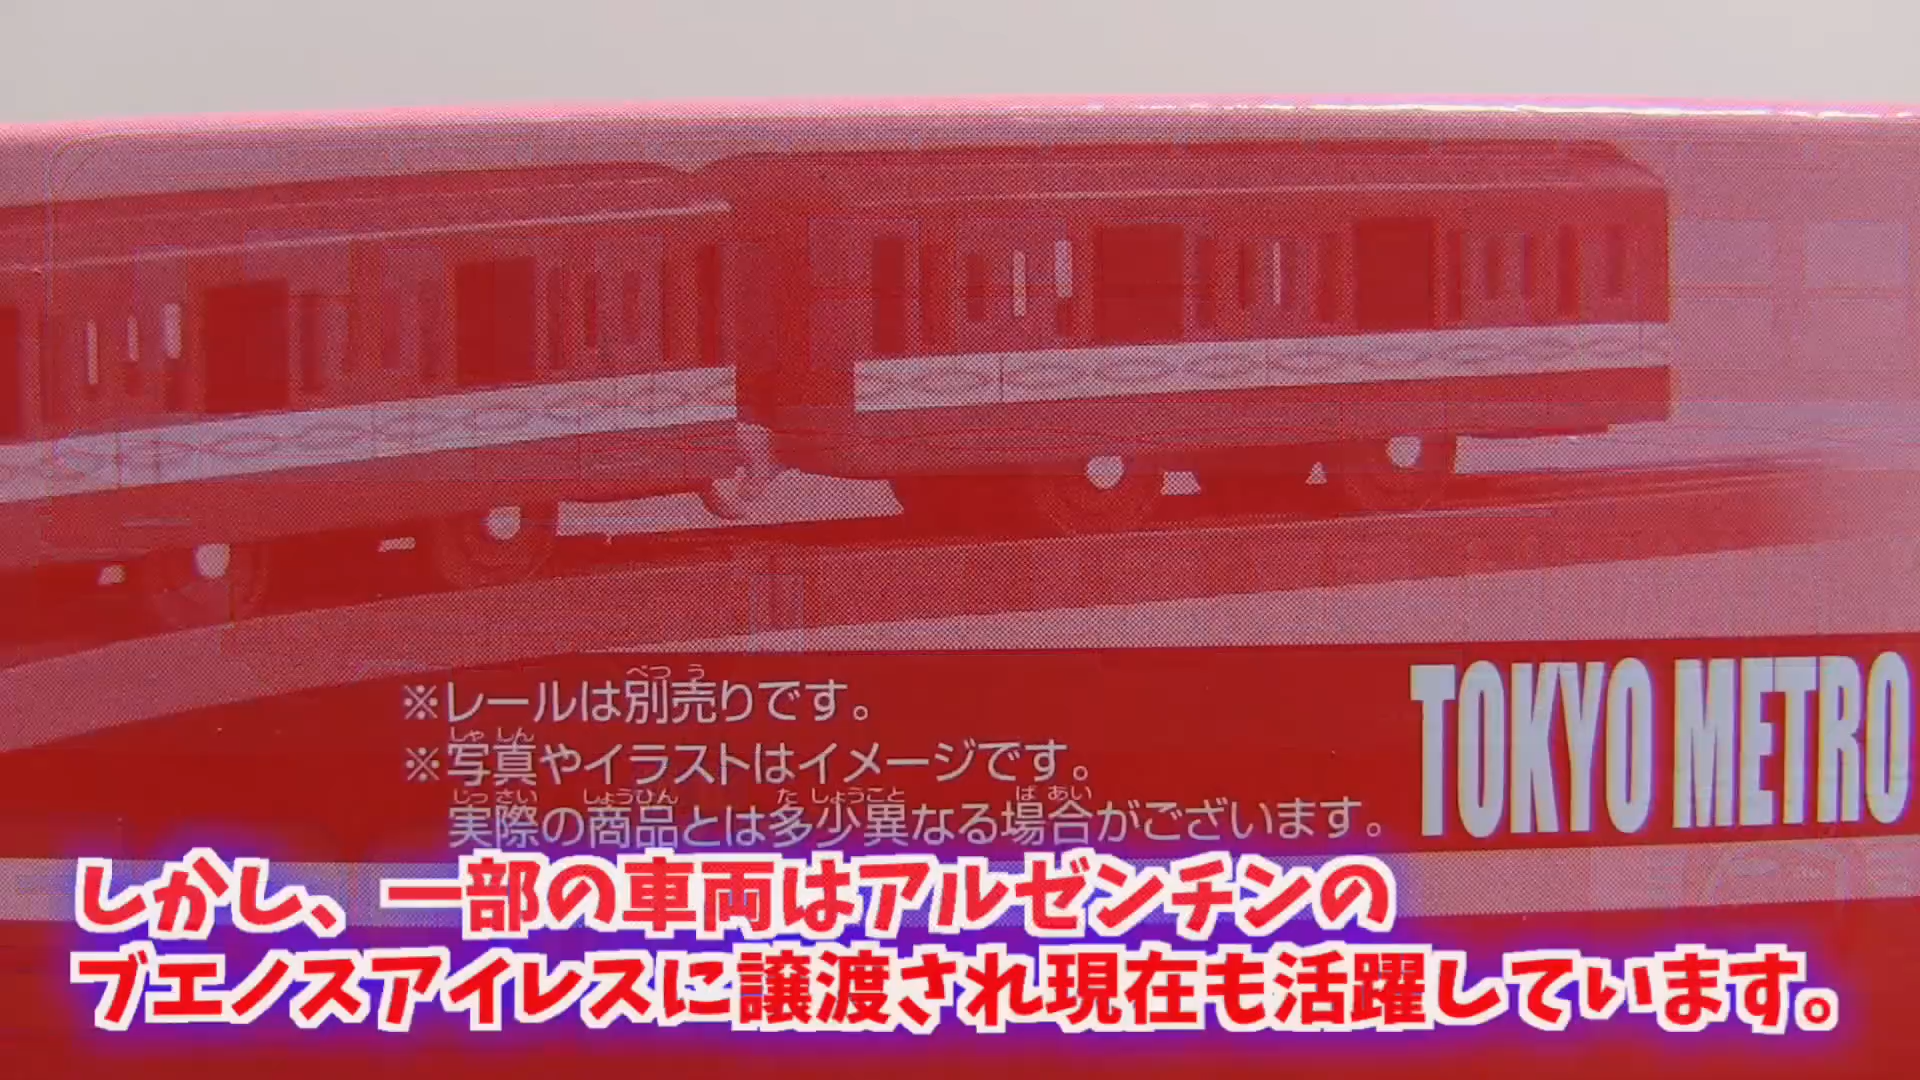 ※レールは別売りです。
※写真やイラストはイメージです。
実際の商品とは多少異なる場合がございます。
TOKYO METRO
しかし、一部の車両はアルゼンチンの
ブエノスアイレスに譲渡され現在も活躍しています。